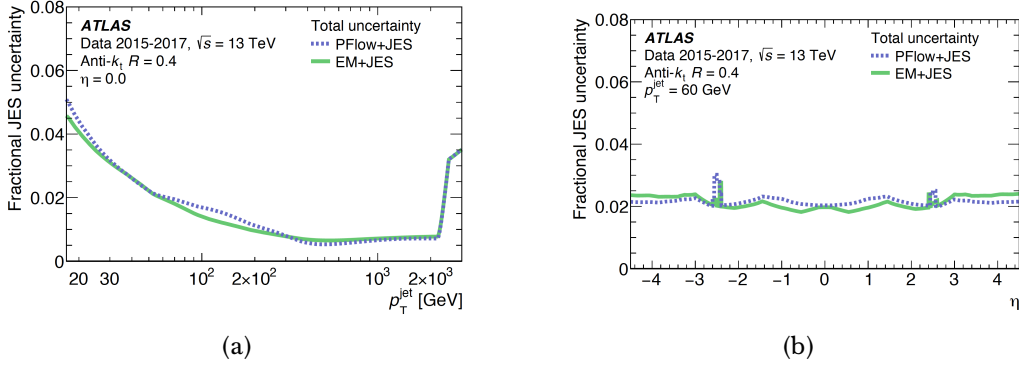 Fractional JES uncertainty
0.08
0.06
0.04
0.02
0
ATLAS
Data 2015-2017, √s = 13 TeV
Anti-kₜ R = 0.4
η = 0.0
Total uncertainty
PFlow+JES
EM+JES
20 30 10² 2×10² 10³ 2×10³
p_T^jet [GeV]
(a)
Fractional JES uncertainty
0.08
0.06
0.04
0.02
0
ATLAS
Data 2015-2017, √s = 13 TeV
Anti-kₜ R = 0.4
p_T^jet = 60 GeV
Total uncertainty
PFlow+JES
EM+JES
−4 −3 −2 −1 0 1 2 3 4
η
(b)